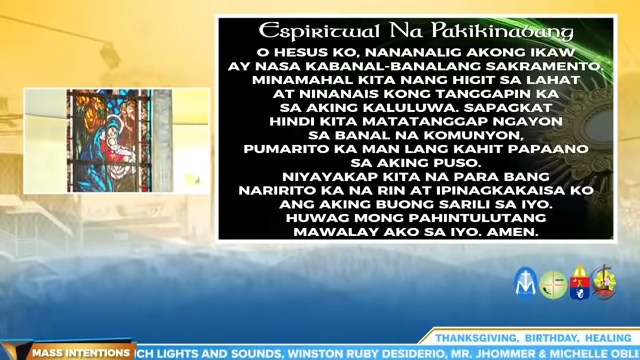 Espiritwal Na Pakikinabang
O HESUS KO, NANANALIG AKONG IKAW
AY NASA KABANAL-BANALANG SAKRAMENTO,
MINAMAHAL KITA NANG HIGIT SA LAHAT
AT NINANAIS KONG TANGGAPIN KA
SA AKING KALULUWA. SAPAGKAT
HINDI KITA MATATANGGAP NGAYON
SA BANAL NA KOMUNYON,
PUMARITO KA MAN LANG KAHIT PAPAANO
SA AKING PUSO.
NIYAYAKAP KITA NA PARA BANG
NARIRITO KA NA RIN AT IPINAGKAKAISA KO
ANG AKING BUONG SARILI SA IYO.
HUWAG MONG PAHINTULUTANG
MAWALAY AKO SA IYO. AMEN.
THANKSGIVING, BIRTHDAY, HEALING
MASS INTENTIONS
CH LIGHTS AND SOUNDS, WINSTON RUBY DESIDERIO, MR. JHOMMER & MICHELLE OBLE